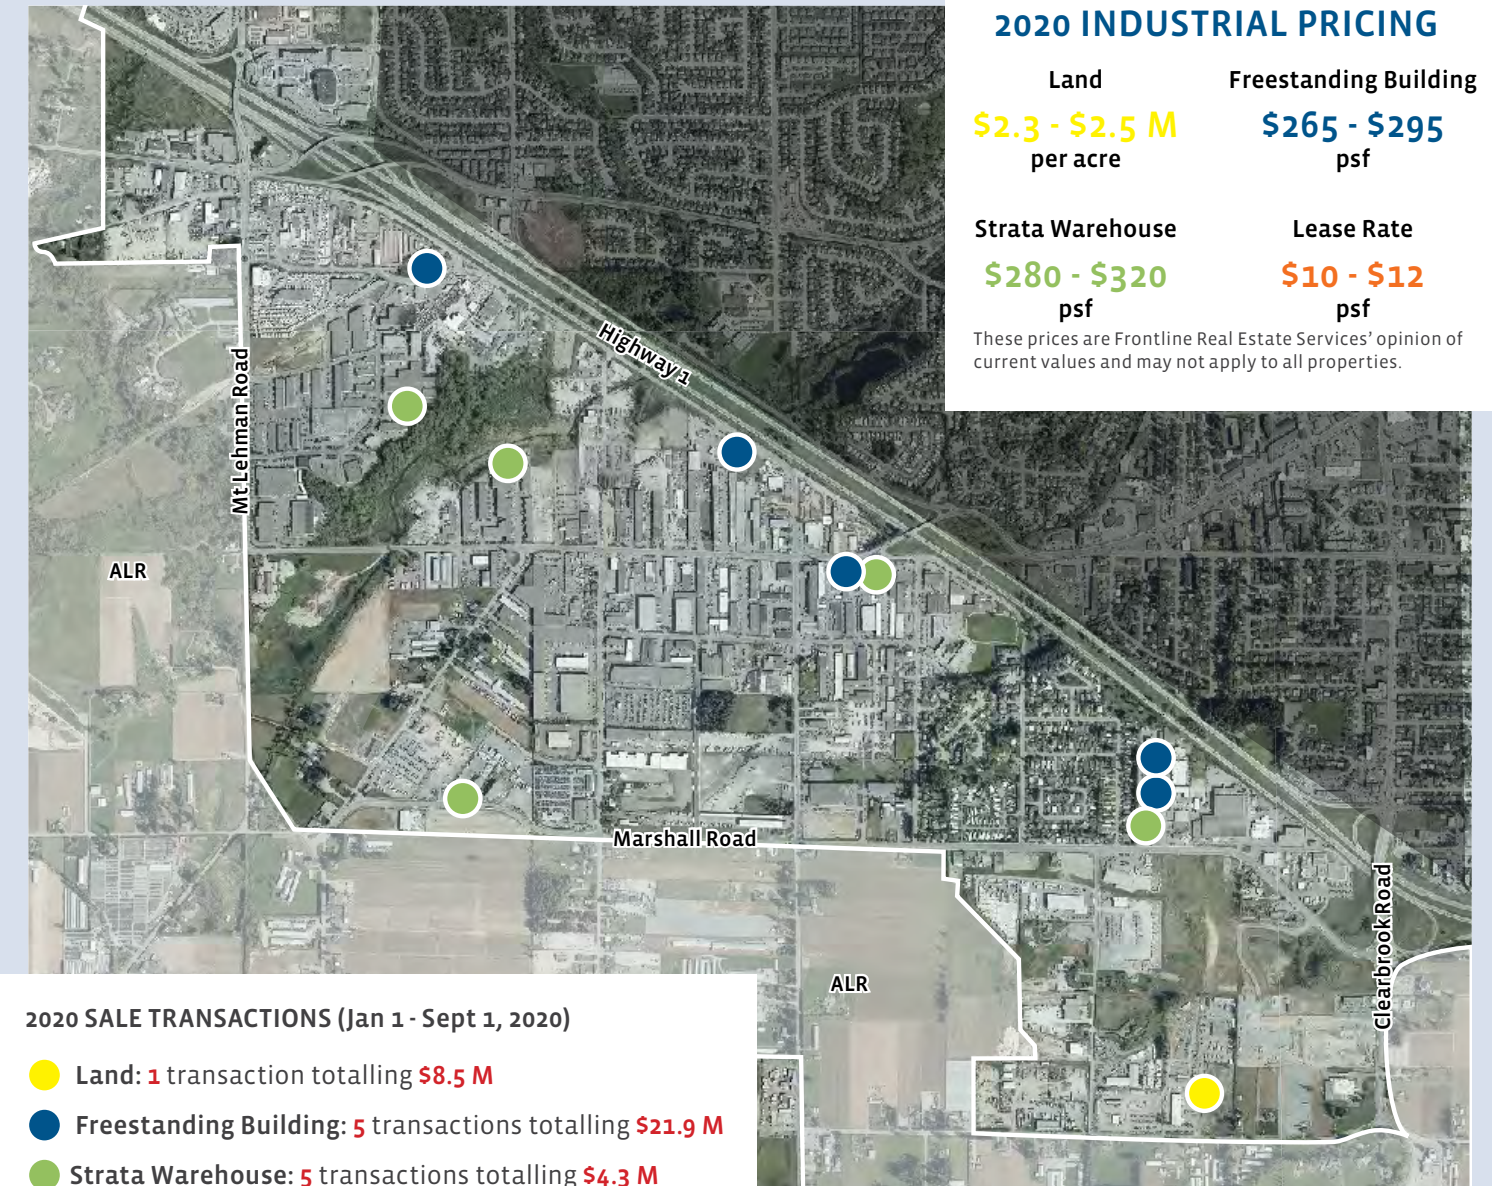 2020 INDUSTRIAL PRICING
Land
$2.3 - $2.5 M
per acre
Freestanding Building
$265 - $295
psf
Strata Warehouse
$280 - $320
psf
Lease Rate
$10 - $12
psf
These prices are Frontline Real Estate Services’ opinion of
current values and may not apply to all properties.
Highway 1
Mt Lehman Road
ALR
Marshall Road
Clearbrook Road
ALR
2020 SALE TRANSACTIONS (Jan 1 - Sept 1, 2020)
Land: 1 transaction totalling $8.5 M
Freestanding Building: 5 transactions totalling $21.9 M
Strata Warehouse: 5 transactions totalling $4.3 M